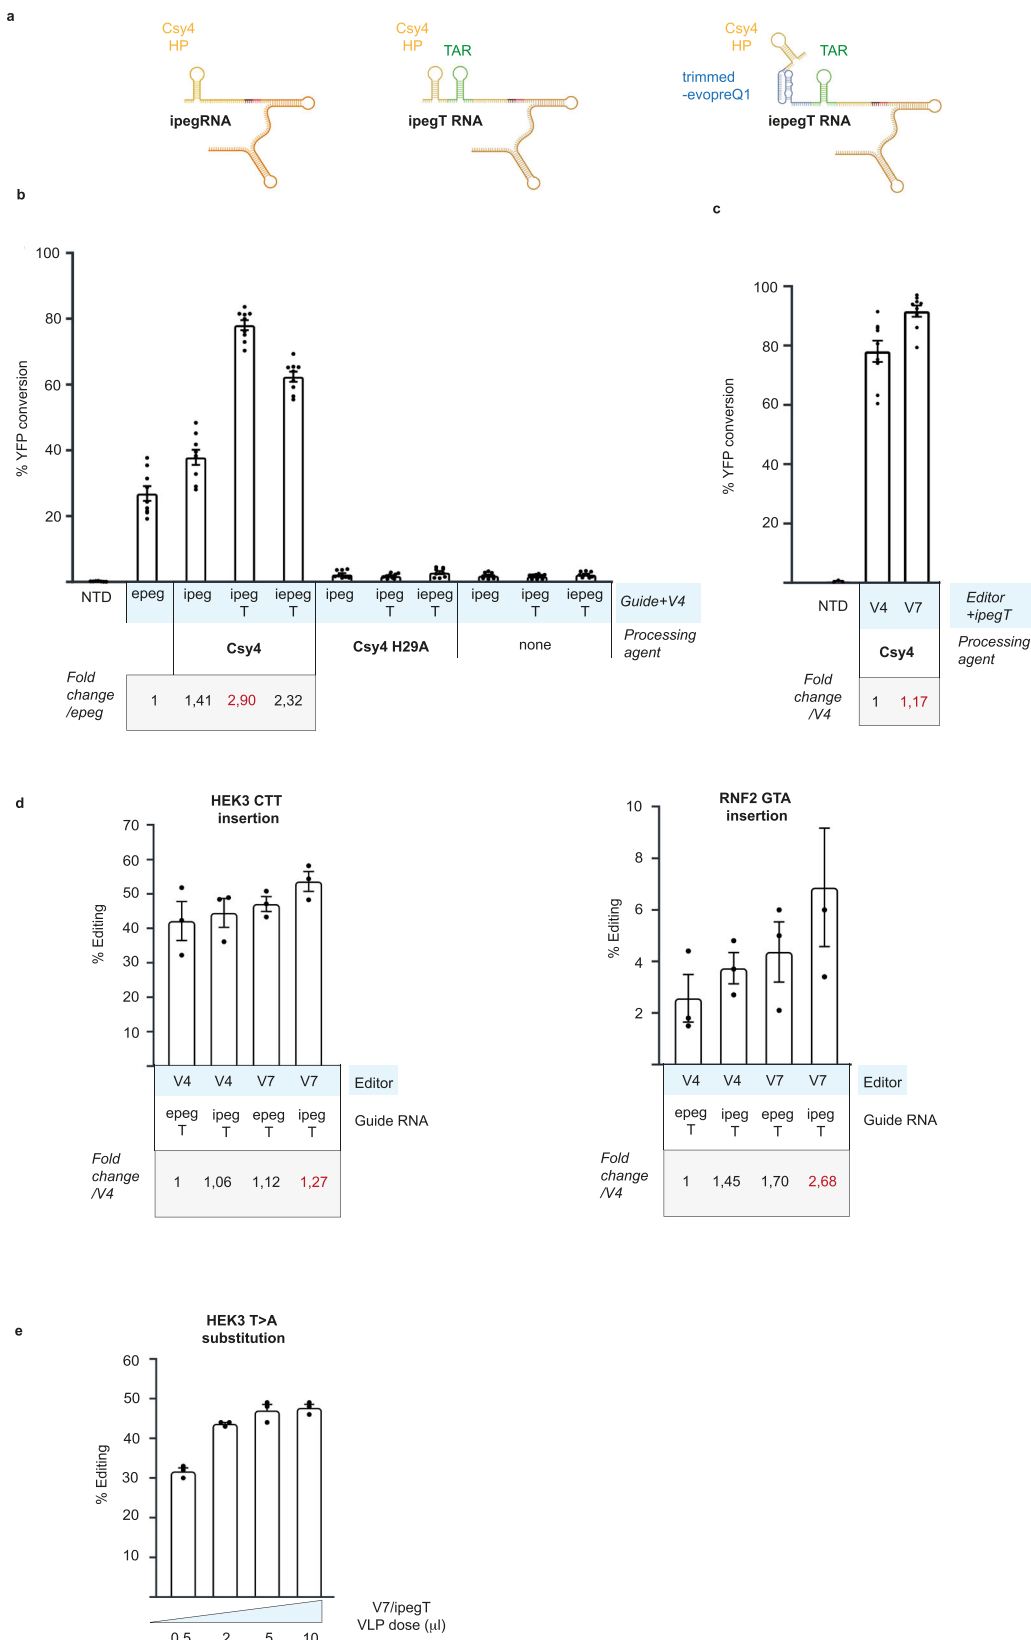 a
Csy4
HP
ipegRNA
Csy4
HP
TAR
ipegT RNA
Csy4
HP
TAR
trimmed
-evopreQ1
iepegT RNA
b
% YFP conversion
100
80
60
40
20
NTD
epeg
ipeg
ipeg
T
iepeg
T
ipeg
ipeg
T
iepeg
T
ipeg
ipeg
T
iepeg
T
Guide+V4
Csy4
Csy4 H29A
none
Processing
agent
Fold
change
/epeg
1
1,41
2,90
2,32
c
% YFP conversion
100
80
60
40
20
NTD
V4
V7
Editor
+ipegT
Csy4
Processing
agent
Fold
change
/V4
1
1,17
d
HEK3 CTT
insertion
% Editing
70
60
50
40
30
20
10
V4
V4
V7
V7
Editor
epeg
T
ipeg
T
epeg
T
ipeg
T
Guide RNA
Fold
change
/V4
1
1,06
1,12
1,27
RNF2 GTA
insertion
% Editing
10
8
6
4
2
V4
V4
V7
V7
Editor
epeg
T
ipeg
T
epeg
T
ipeg
T
Guide RNA
Fold
change
/V4
1
1,45
1,70
2,68
e
HEK3 T>A
substitution
% Editing
60
50
40
30
20
10
0.5
2
5
10
V7/ipegT
VLP dose (µl)